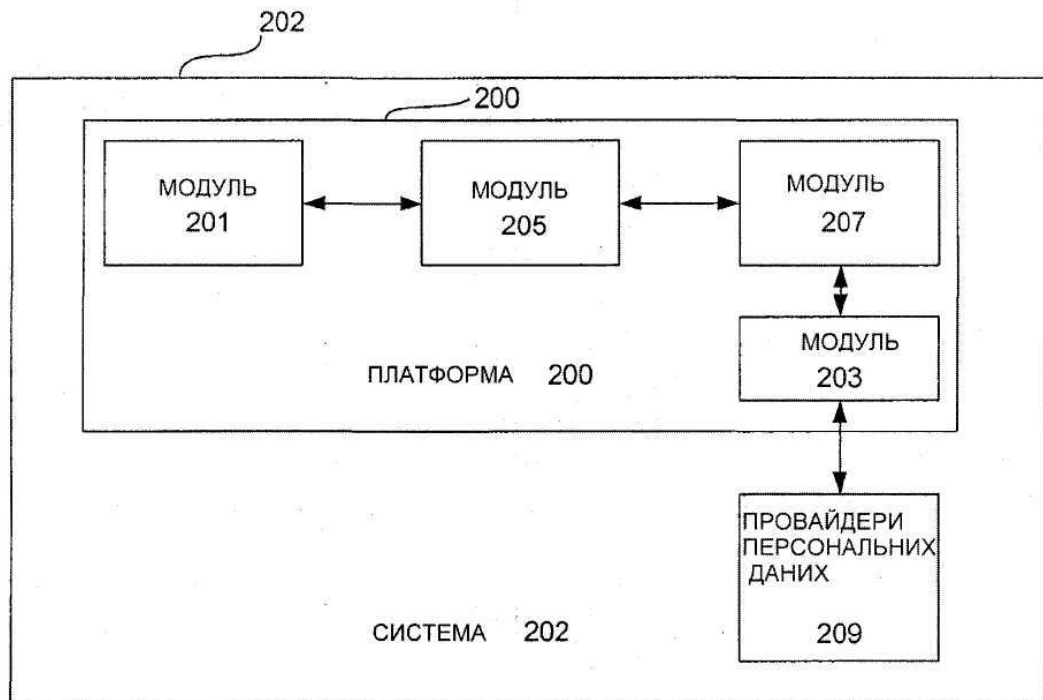 202
200
МОДУЛЬ
201
МОДУЛЬ
205
МОДУЛЬ
207
МОДУЛЬ
203
ПЛАТФОРМА 200
ПРОВАЙДЕРИ
ПЕРСОНАЛЬНИХ
ДАНИХ
209
СИСТЕМА 202